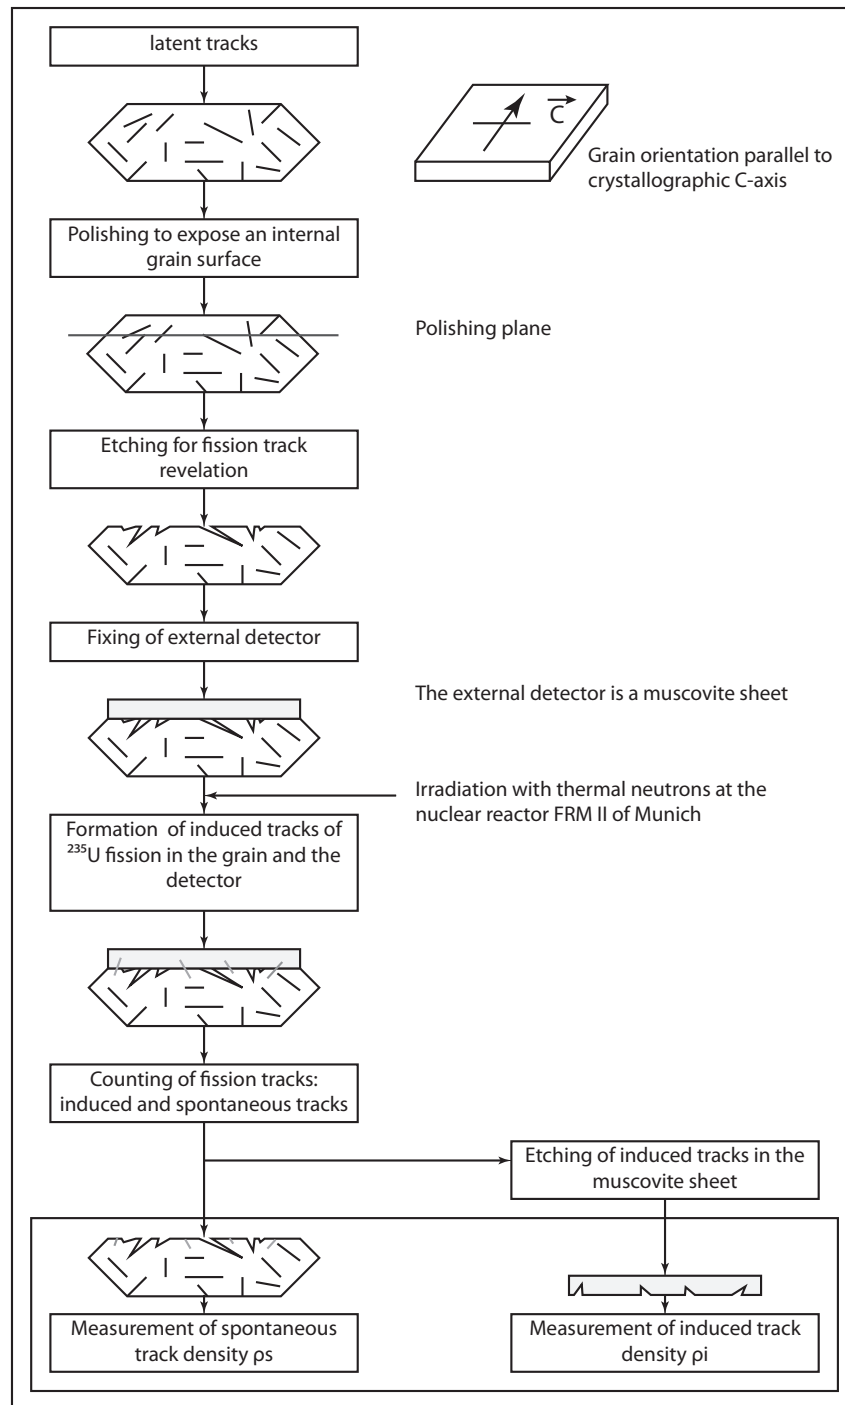 latent tracks
C
Grain orientation parallel to
crystallographic C-axis
Polishing to expose an internal
grain surface
Polishing plane
Etching for fission track
revelation
Fixing of external detector
The external detector is a muscovite sheet
Irradiation with thermal neutrons at the
nuclear reactor FRM II of Munich
Formation of induced tracks of
²³⁵U fission in the grain and the
detector
Counting of fission tracks:
induced and spontaneous tracks
Etching of induced tracks in the
muscovite sheet
Measurement of spontaneous
track density ρs
Measurement of induced track
density ρi